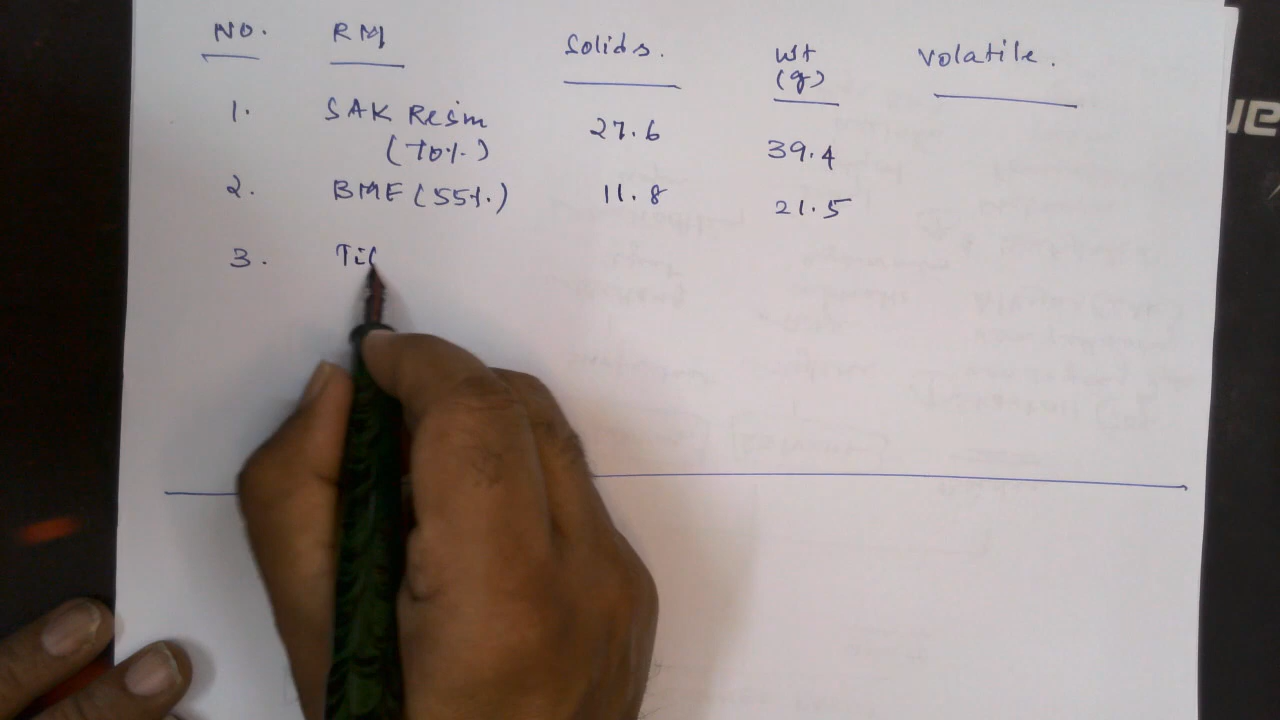 NO. RM Solids. Wt (g) Volatile.
1. SAK Resin (70%) 27.6 39.4
2. BME (55%.) 11.8 21.5
3. Ti